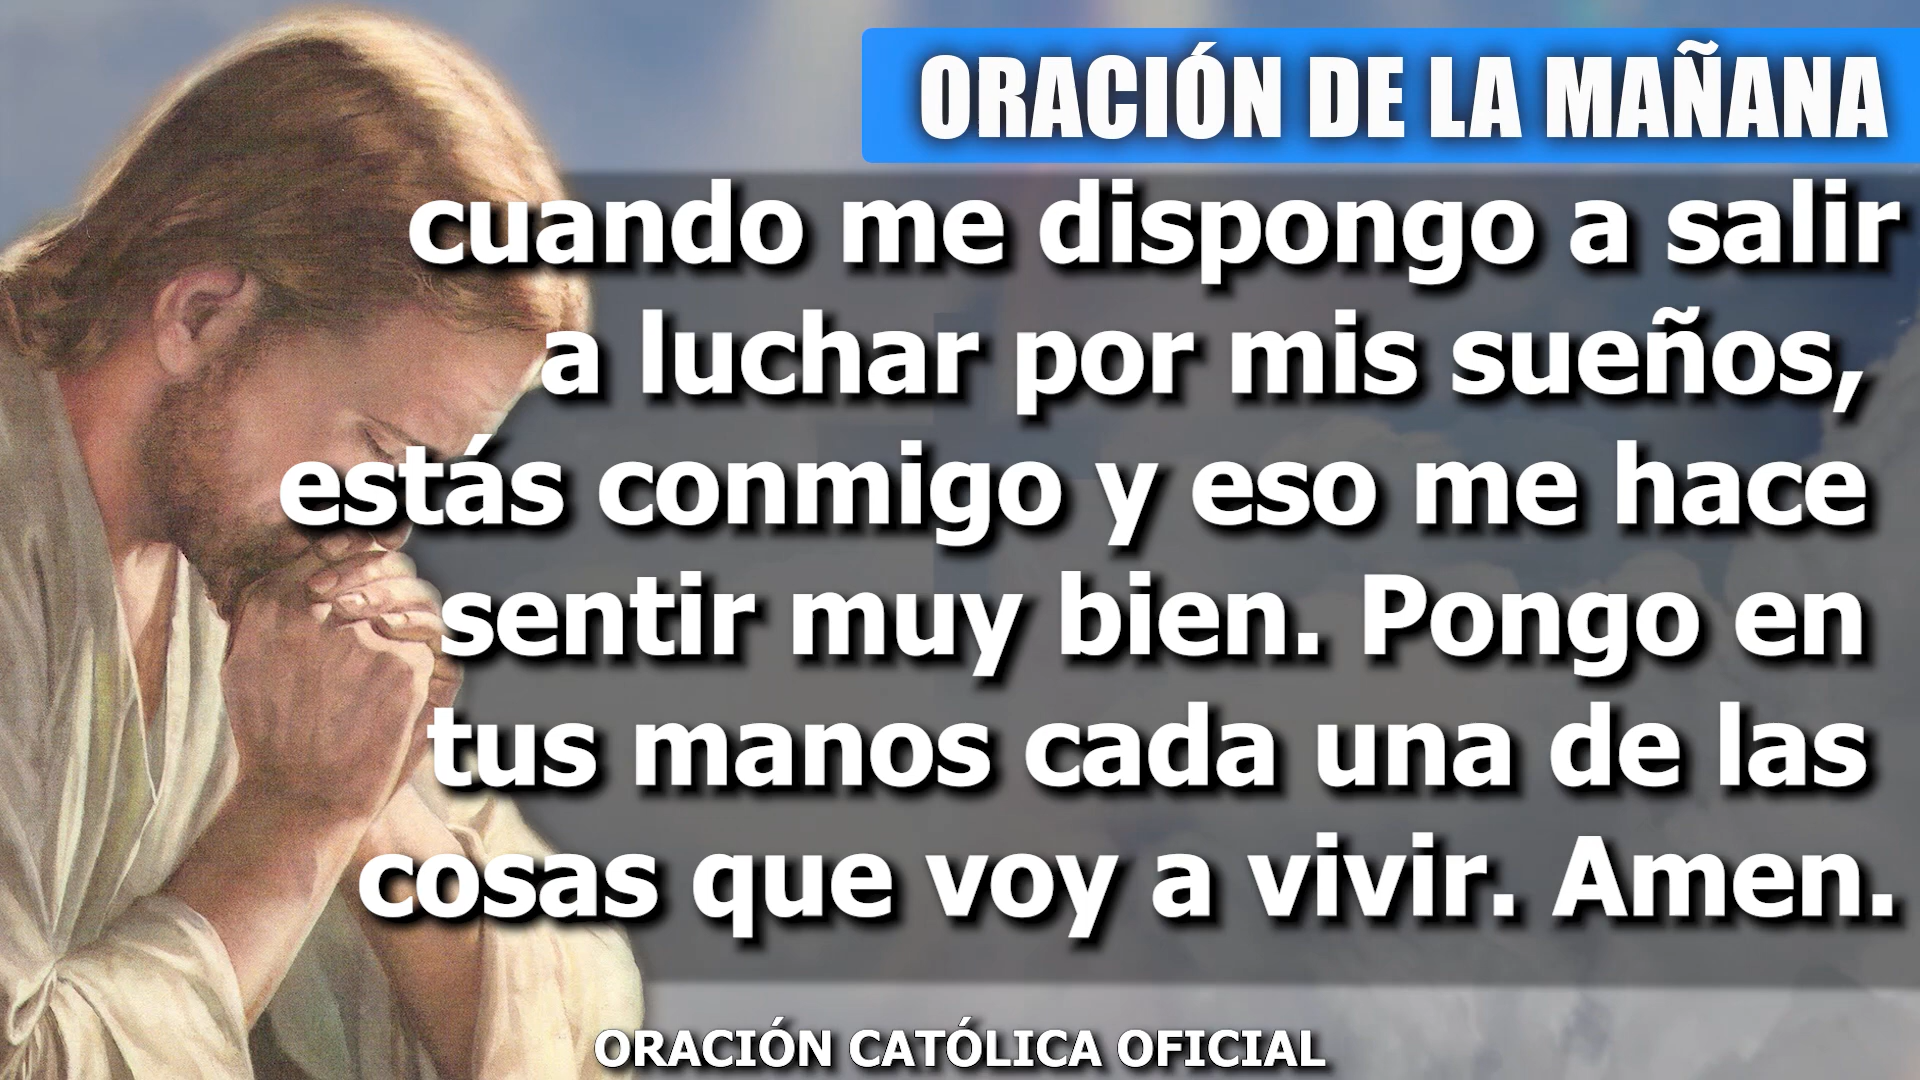 ORACIÓN DE LA MAÑANA
cuando me dispongo a salir
a luchar por mis sueños,
estás conmigo y eso me hace
sentir muy bien. Pongo en
tus manos cada una de las
cosas que voy a vivir. Amen.
ORACIÓN CATÓLICA OFICIAL